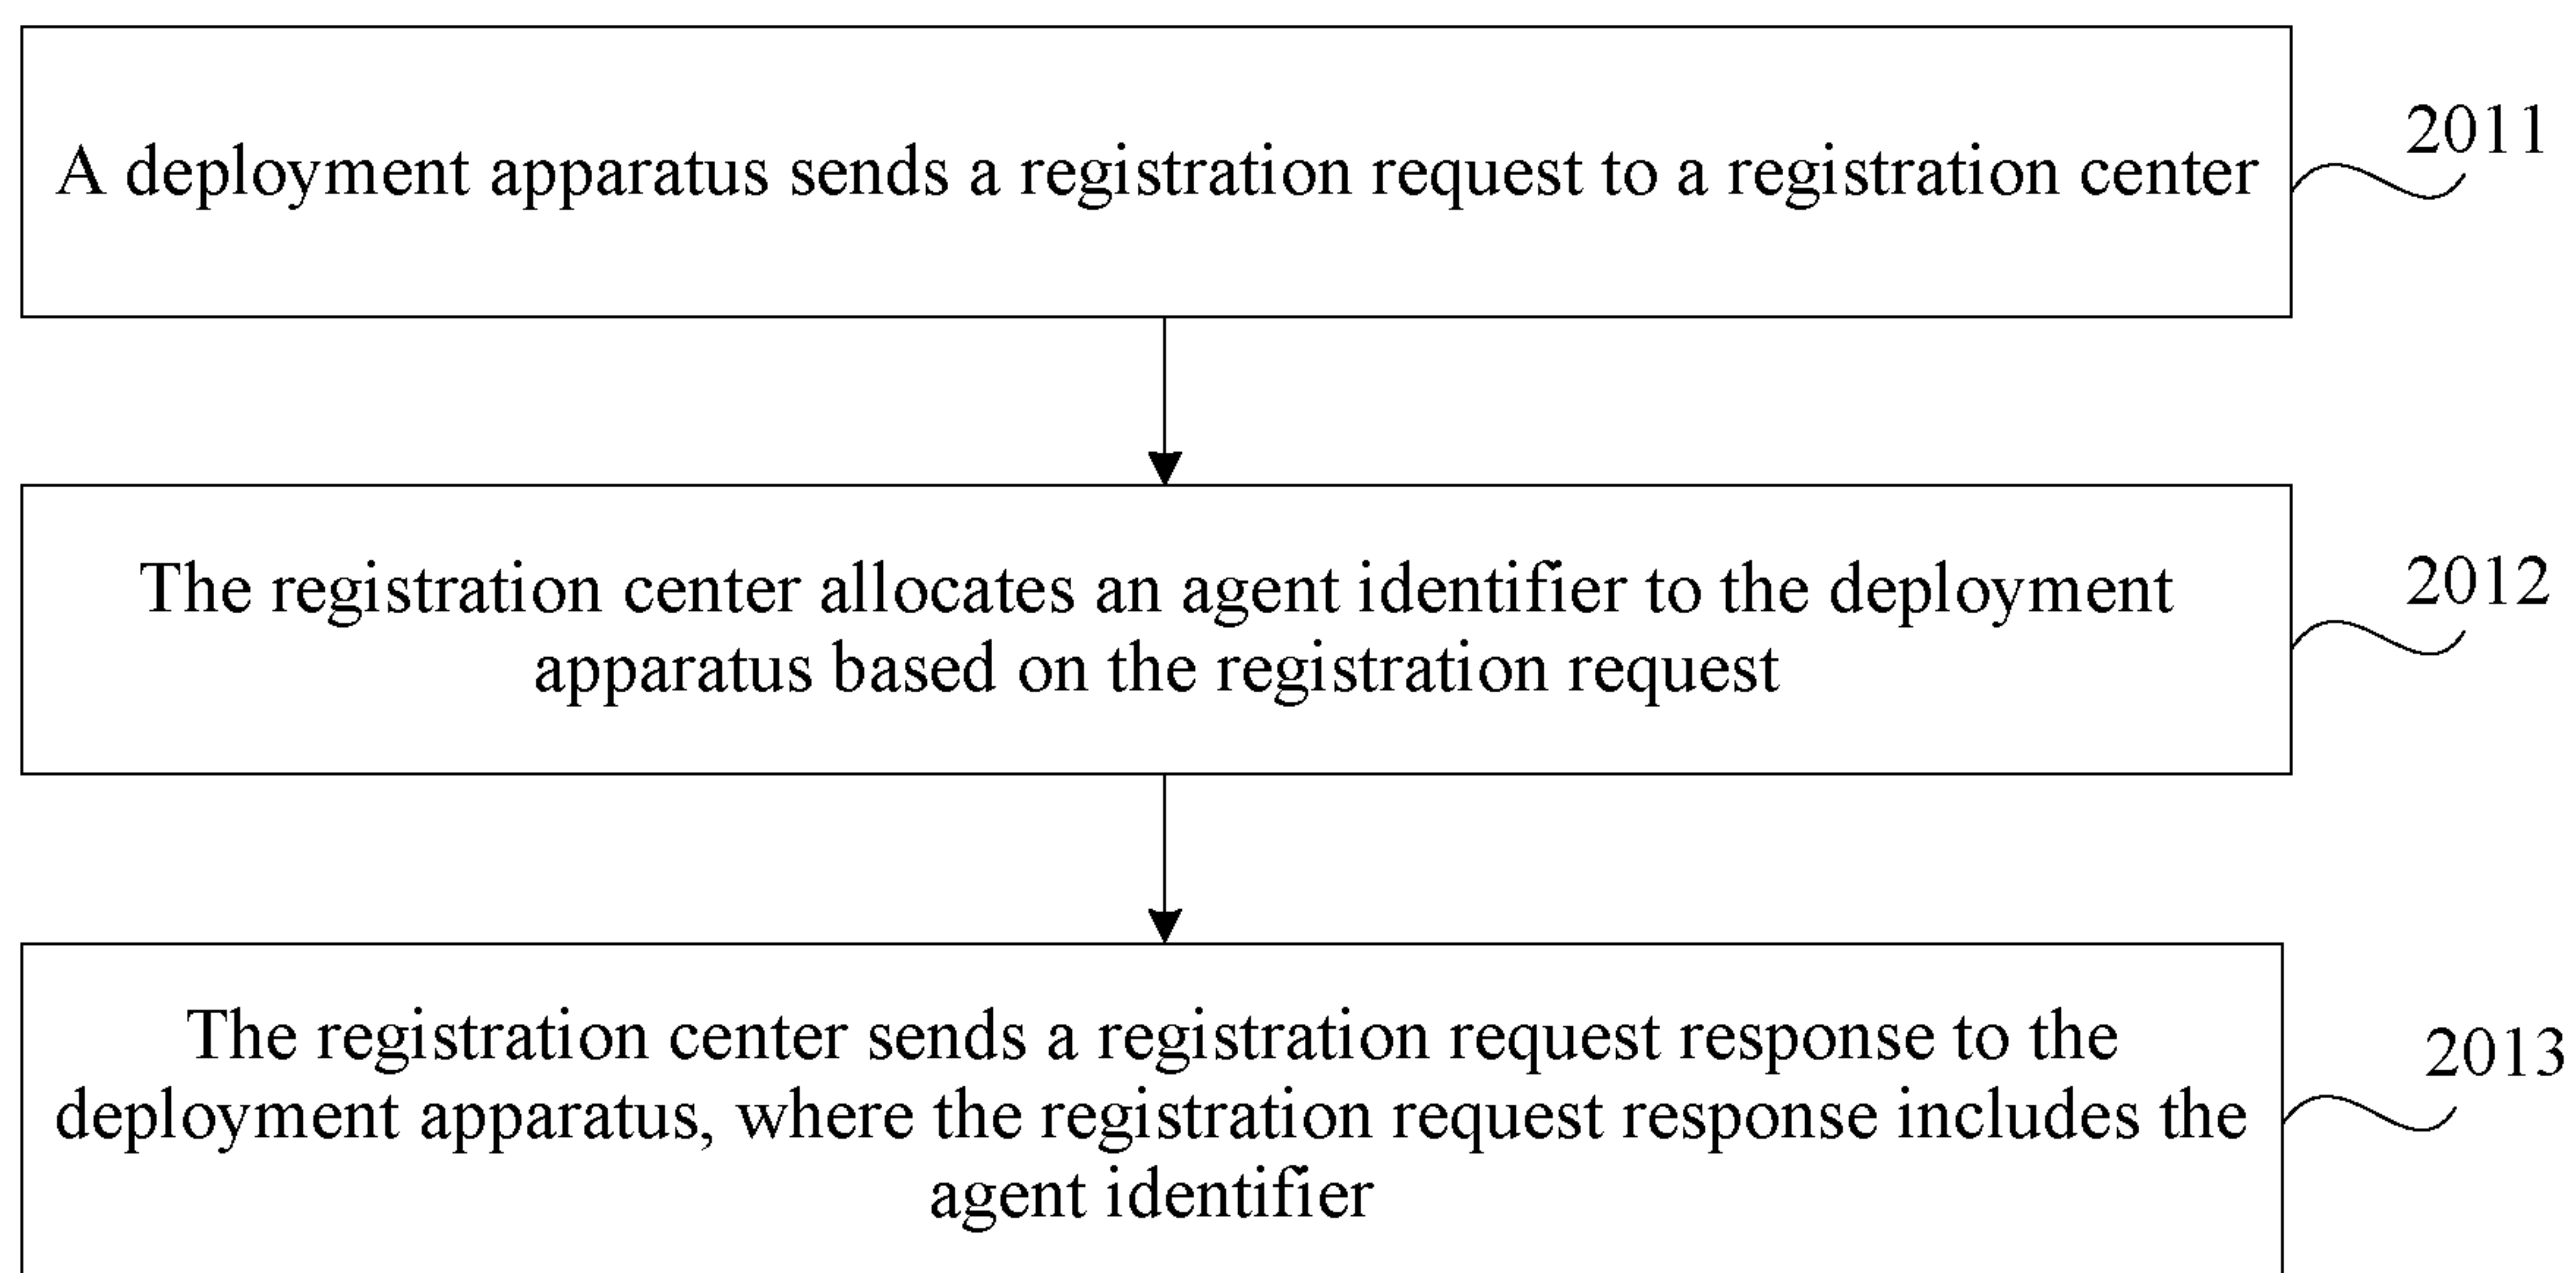 A deployment apparatus sends a registration request to a registration center
2011
The registration center allocates an agent identifier to the deployment
apparatus based on the registration request
2012
The registration center sends a registration request response to the
deployment apparatus, where the registration request response includes the
agent identifier
2013